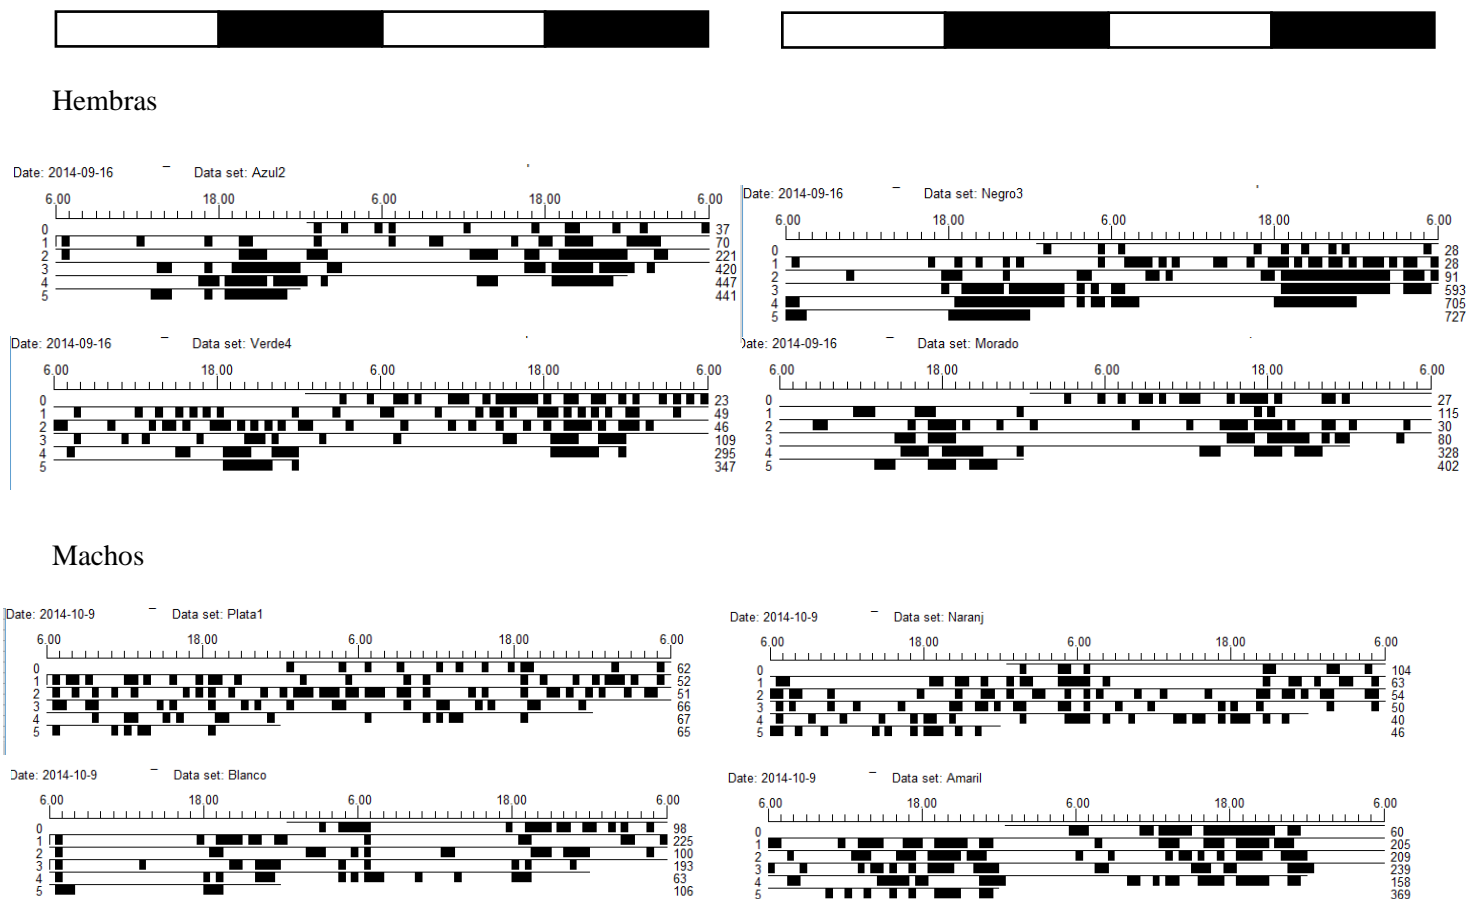 Hembras
Date: 2014-09-16 – Data set: Azul2
6.00 18.00 6.00 18.00 6.00
0 37
1 70
2 221
3 420
4 447
5 441
Date: 2014-09-16 – Data set: Negro3
6.00 18.00 6.00 18.00 6.00
0 28
1 28
2 91
3 593
4 705
5 727
Date: 2014-09-16 – Data set: Verde4
6.00 18.00 6.00 18.00 6.00
0 23
1 49
2 46
3 109
4 295
5 347
Date: 2014-09-16 – Data set: Morado
6.00 18.00 6.00 18.00 6.00
0 27
1 115
2 30
3 80
4 328
5 402
Machos
Date: 2014-10-9 – Data set: Plata1
6.00 18.00 6.00 18.00 6.00
0 62
1 52
2 51
3 66
4 67
5 65
Date: 2014-10-9 – Data set: Naranj
6.00 18.00 6.00 18.00 6.00
0 104
1 63
2 54
3 50
4 40
5 46
Date: 2014-10-9 – Data set: Blanco
6.00 18.00 6.00 18.00 6.00
0 98
1 225
2 100
3 193
4 63
5 106
Date: 2014-10-9 – Data set: Amaril
6.00 18.00 6.00 18.00 6.00
0 60
1 205
2 209
3 239
4 158
5 369